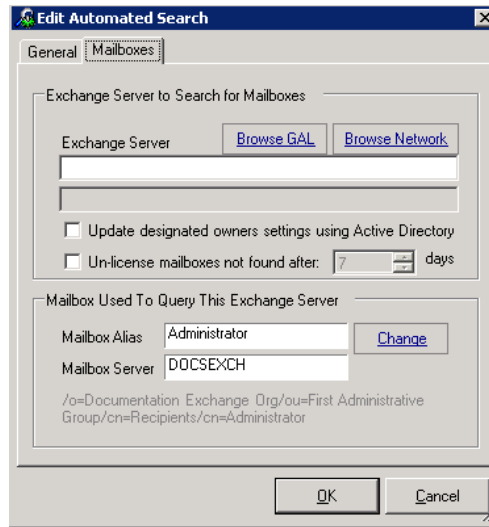 Edit Automated Search
General Mailboxes
Exchange Server to Search for Mailboxes
Exchange Server Browse GAL Browse Network
Update designated owners settings using Active Directory
Un-license mailboxes not found after: 7 days
Mailbox Used To Query This Exchange Server
Mailbox Alias Administrator Change
Mailbox Server DOCSEXCH
/o=Documentation Exchange Org/ou=First Administrative
Group/cn=Recipients/cn=Administrator
OK Cancel